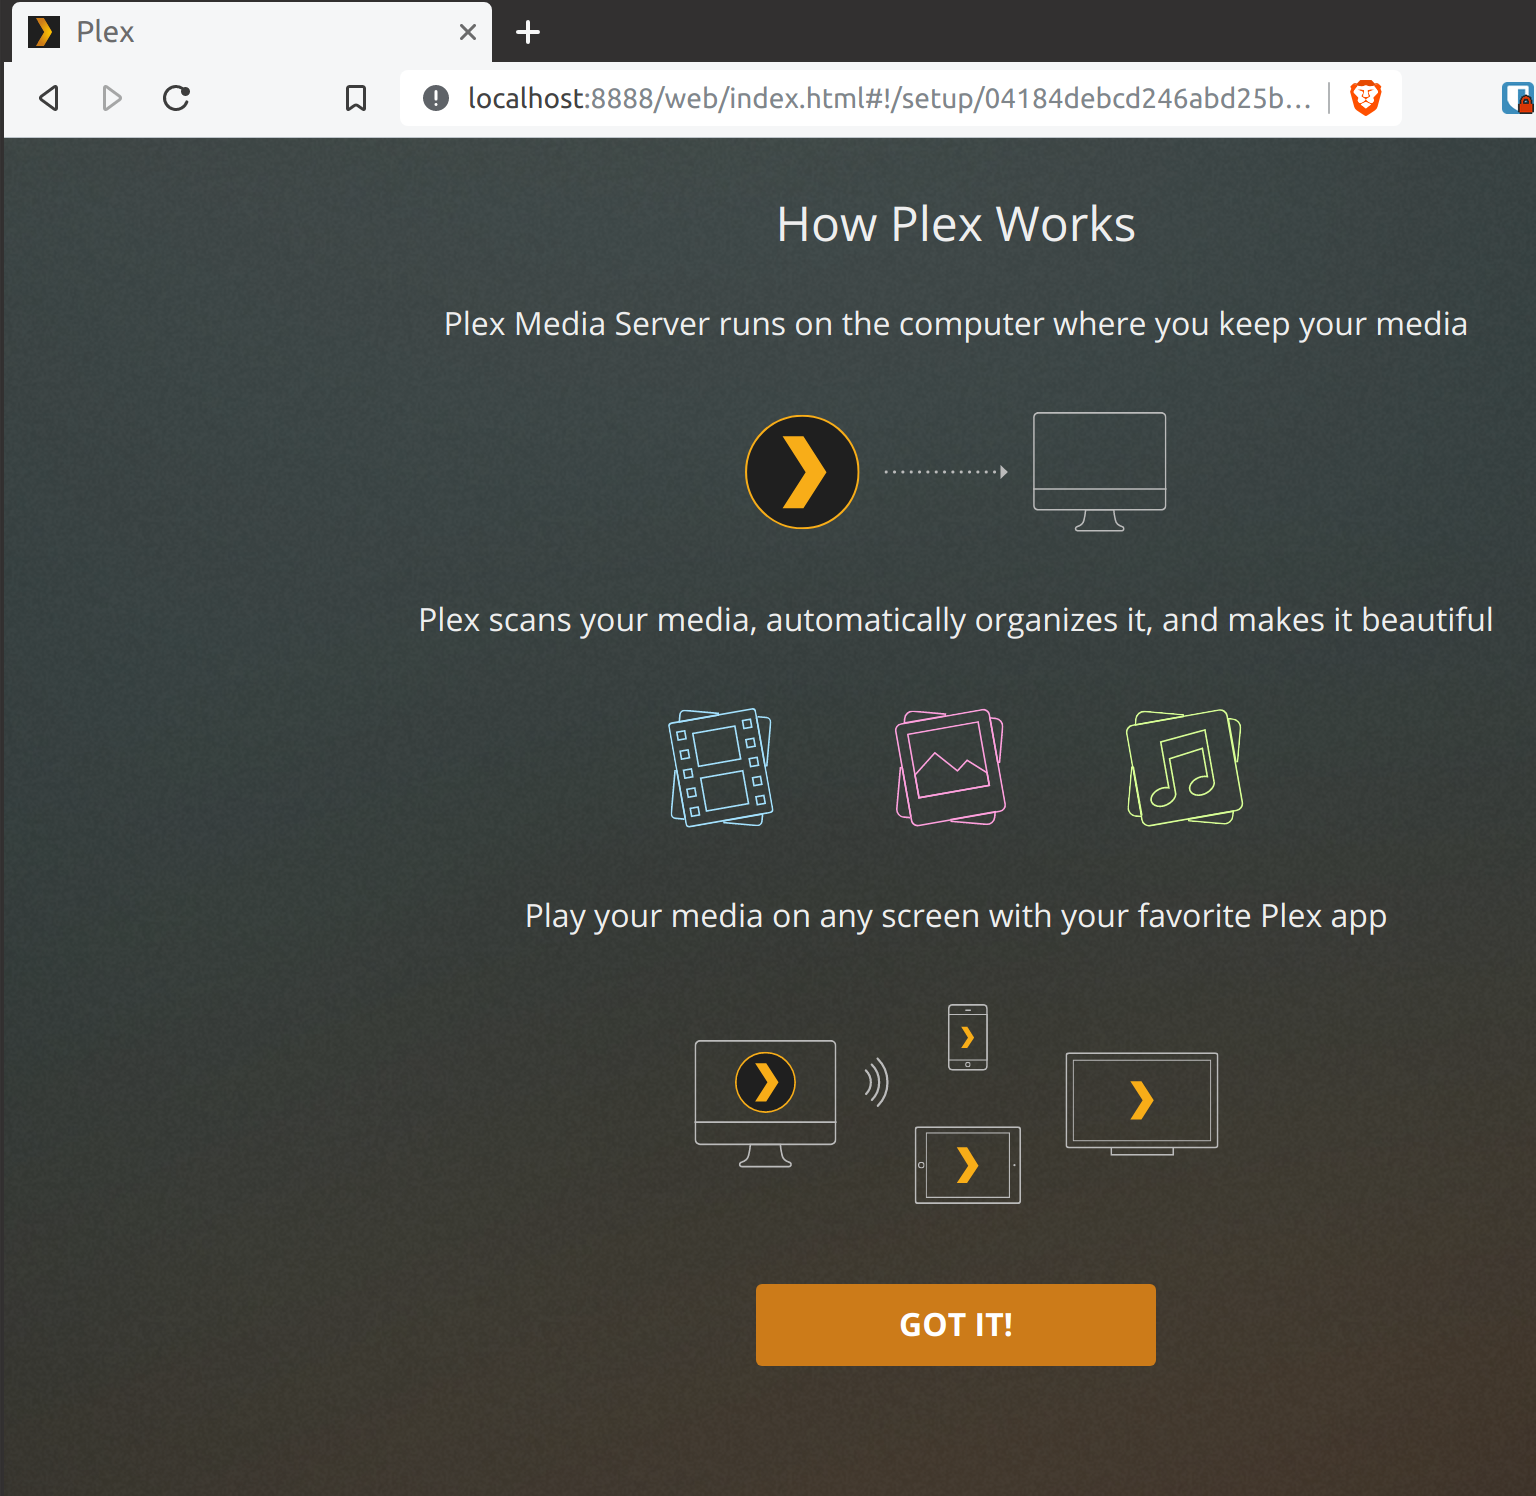 Plex
localhost:8888/web/index.html#!/setup/04184debcd246abd25b...
How Plex Works
Plex Media Server runs on the computer where you keep your media
Plex scans your media, automatically organizes it, and makes it beautiful
Play your media on any screen with your favorite Plex app
GOT IT!